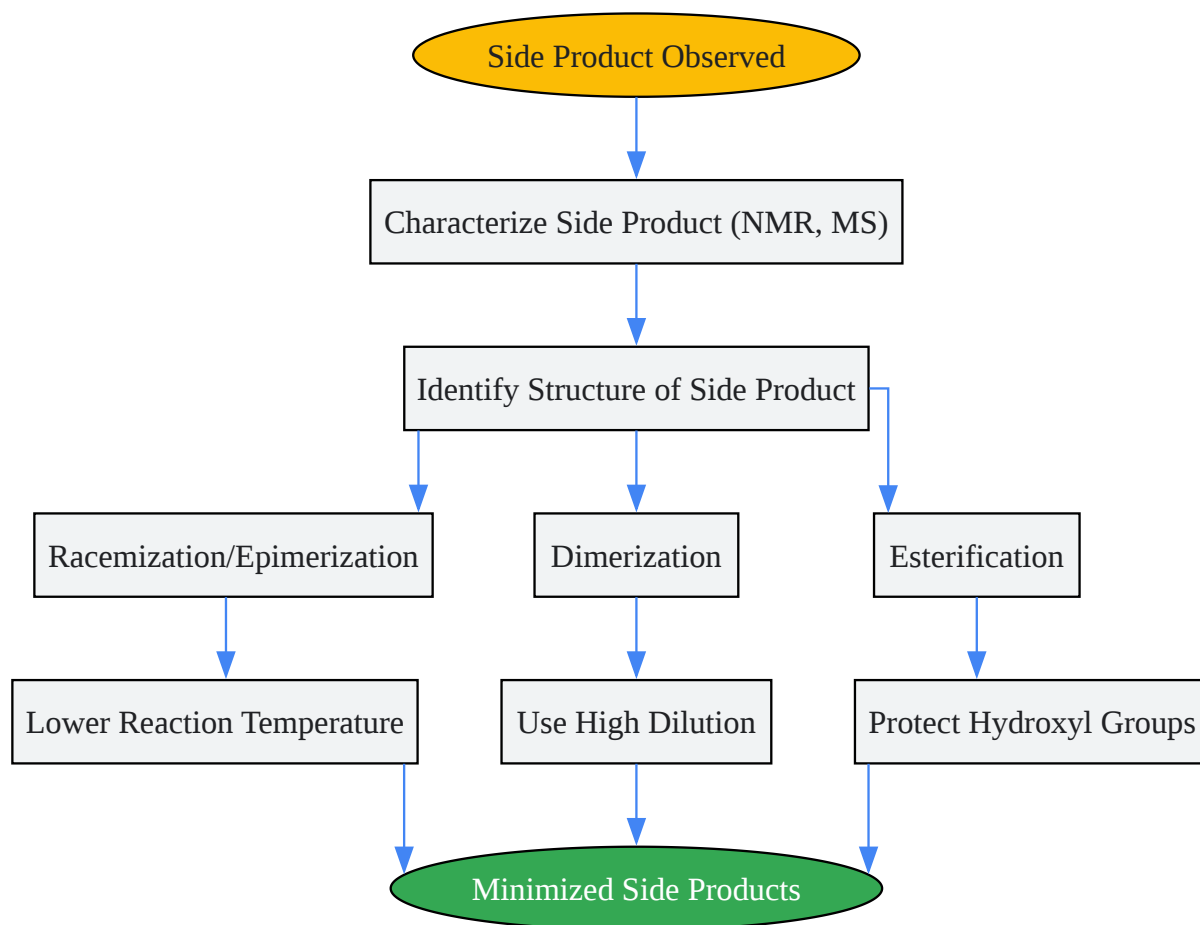 Side Product Observed
Characterize Side Product (NMR, MS)
Identify Structure of Side Product
Racemization/Epimerization
Dimerization
Esterification
Lower Reaction Temperature
Use High Dilution
Protect Hydroxyl Groups
Minimized Side Products